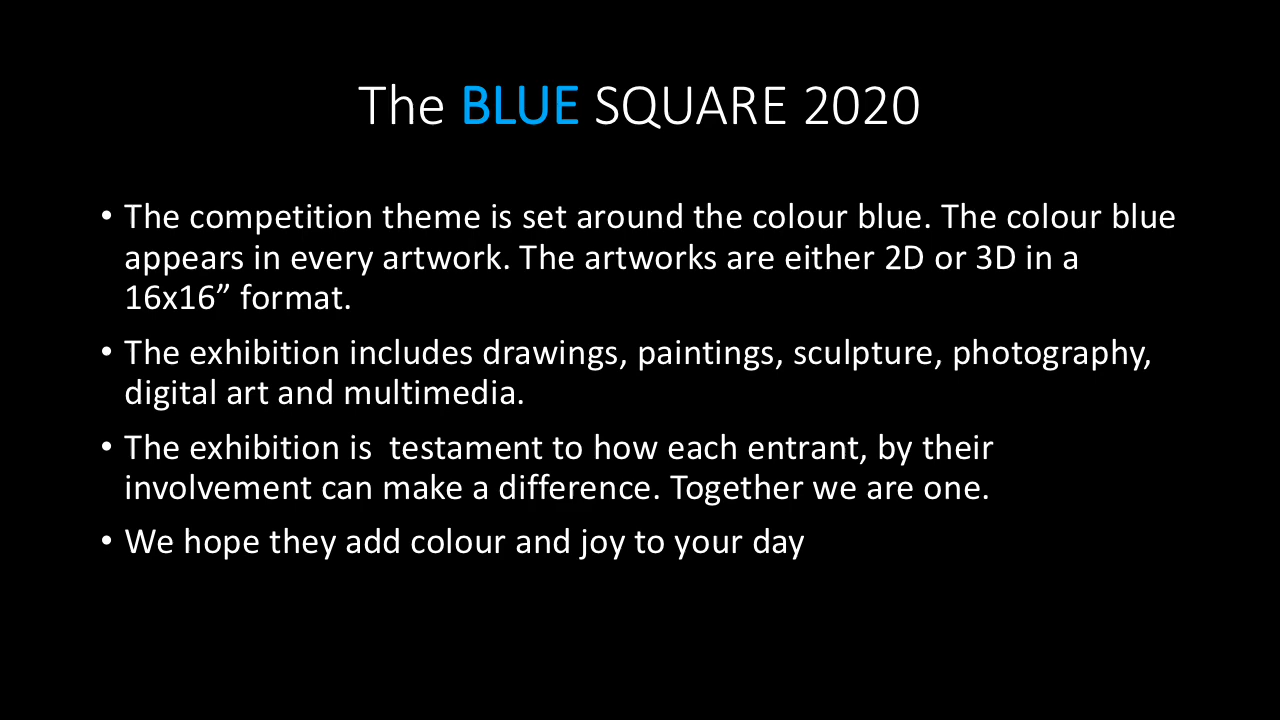 The BLUE SQUARE 2020
• The competition theme is set around the colour blue. The colour blue
appears in every artwork. The artworks are either 2D or 3D in a
16x16” format.
• The exhibition includes drawings, paintings, sculpture, photography,
digital art and multimedia.
• The exhibition is  testament to how each entrant, by their
involvement can make a difference. Together we are one.
• We hope they add colour and joy to your day